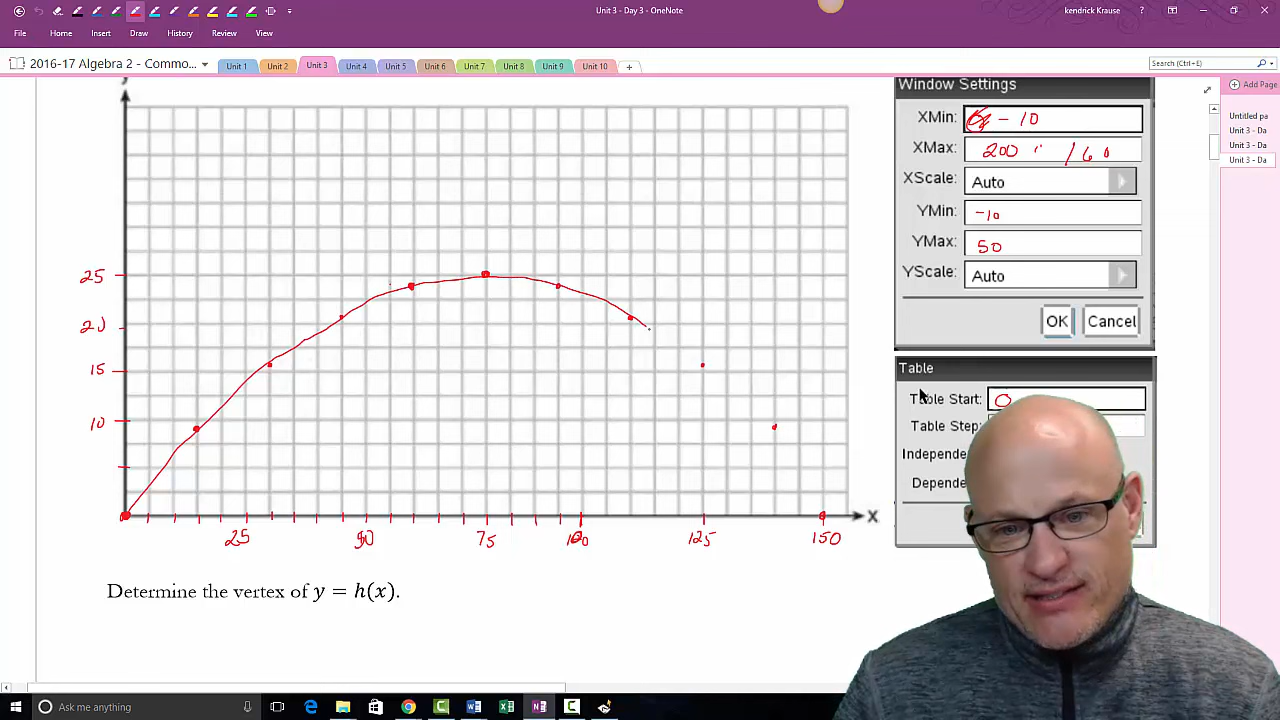 Unit 3 - Day 3 - OneNote
kendrick Krause
File Home Insert Draw History Review View
2016-17 Algebra 2 - Commo...
Unit 1 Unit 2 Unit 3 Unit 4 Unit 5 Unit 6 Unit 7 Unit 8 Unit 9 Unit 10
Search (Ctrl+E)
Add Page
Untitled pa
Unit 3 - Da
Unit 3 - Da
Unit 3 - Da
y
25
20
15
10
0
25 50 75 100 125 150
x
Window Settings
XMin: - 10
XMax: 200 /60
XScale: Auto
YMin: -10
YMax: 50
YScale: Auto
OK Cancel
Table
Table Start: 0
Table Step:
Independe
Depende
Determine the vertex of y = h(x).
Ask me anything